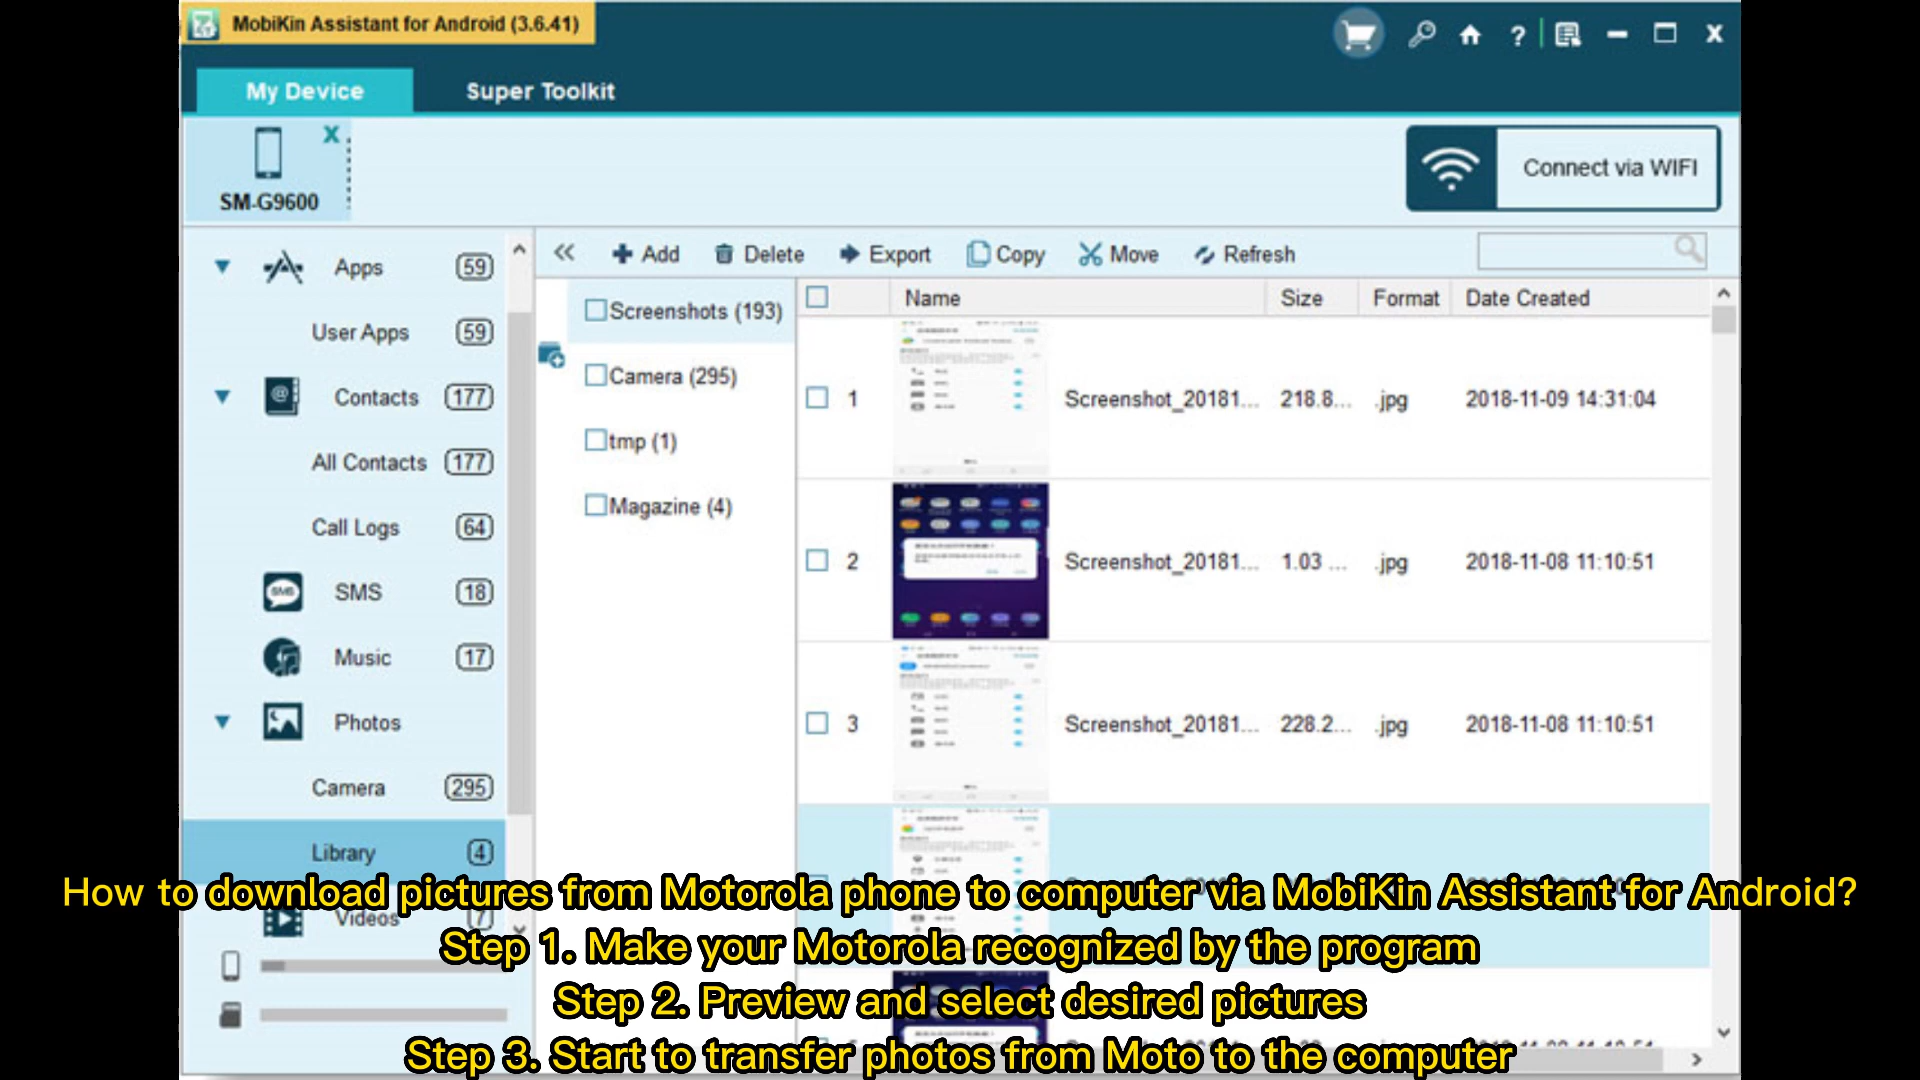 MobiKin Assistant for Android (3.6.41)
?
My Device
Super Toolkit
X
SM-G9600
Connect via WIFI
Apps 59
User Apps 59
Contacts 177
All Contacts 177
Call Logs 64
SMS 18
Music 17
Photos
Camera 295
Library 4
Videos 7
Add Delete Export Copy Move Refresh
Screenshots (193)
Camera (295)
tmp (1)
Magazine (4)
Name Size Format Date Created
1 Screenshot_20181... 218.8... .jpg 2018-11-09 14:31:04
2 Screenshot_20181... 1.03 ... .jpg 2018-11-08 11:10:51
3 Screenshot_20181... 228.2... .jpg 2018-11-08 11:10:51
How to download pictures from Motorola phone to computer via MobiKin Assistant for Android?
Step 1. Make your Motorola recognized by the program
Step 2. Preview and select desired pictures
Step 3. Start to transfer photos from Moto to the computer